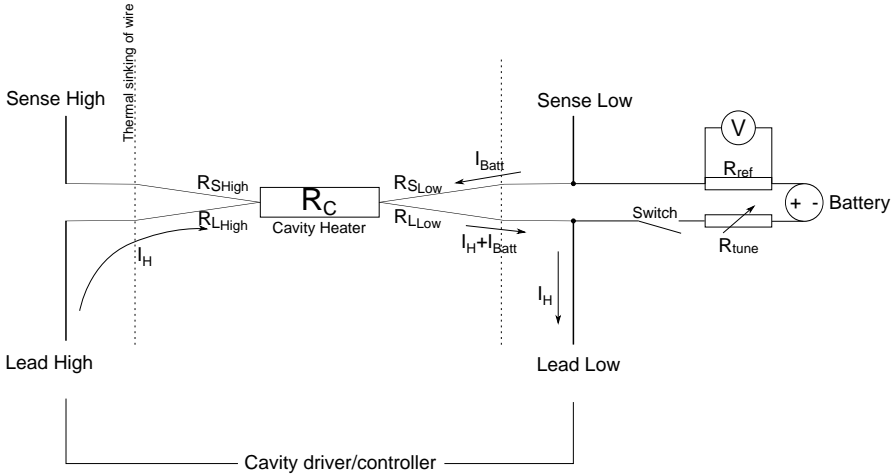 Thermal sinking of wire
Sense High
Sense Low
V
I_Batt
R_SHigh
R_SLow
R_ref
R_C
+ -
Battery
R_LHigh
R_LLow
Switch
Cavity Heater
I_H
I_H+I_Batt
R_tune
I_H
Lead High
Lead Low
Cavity driver/controller